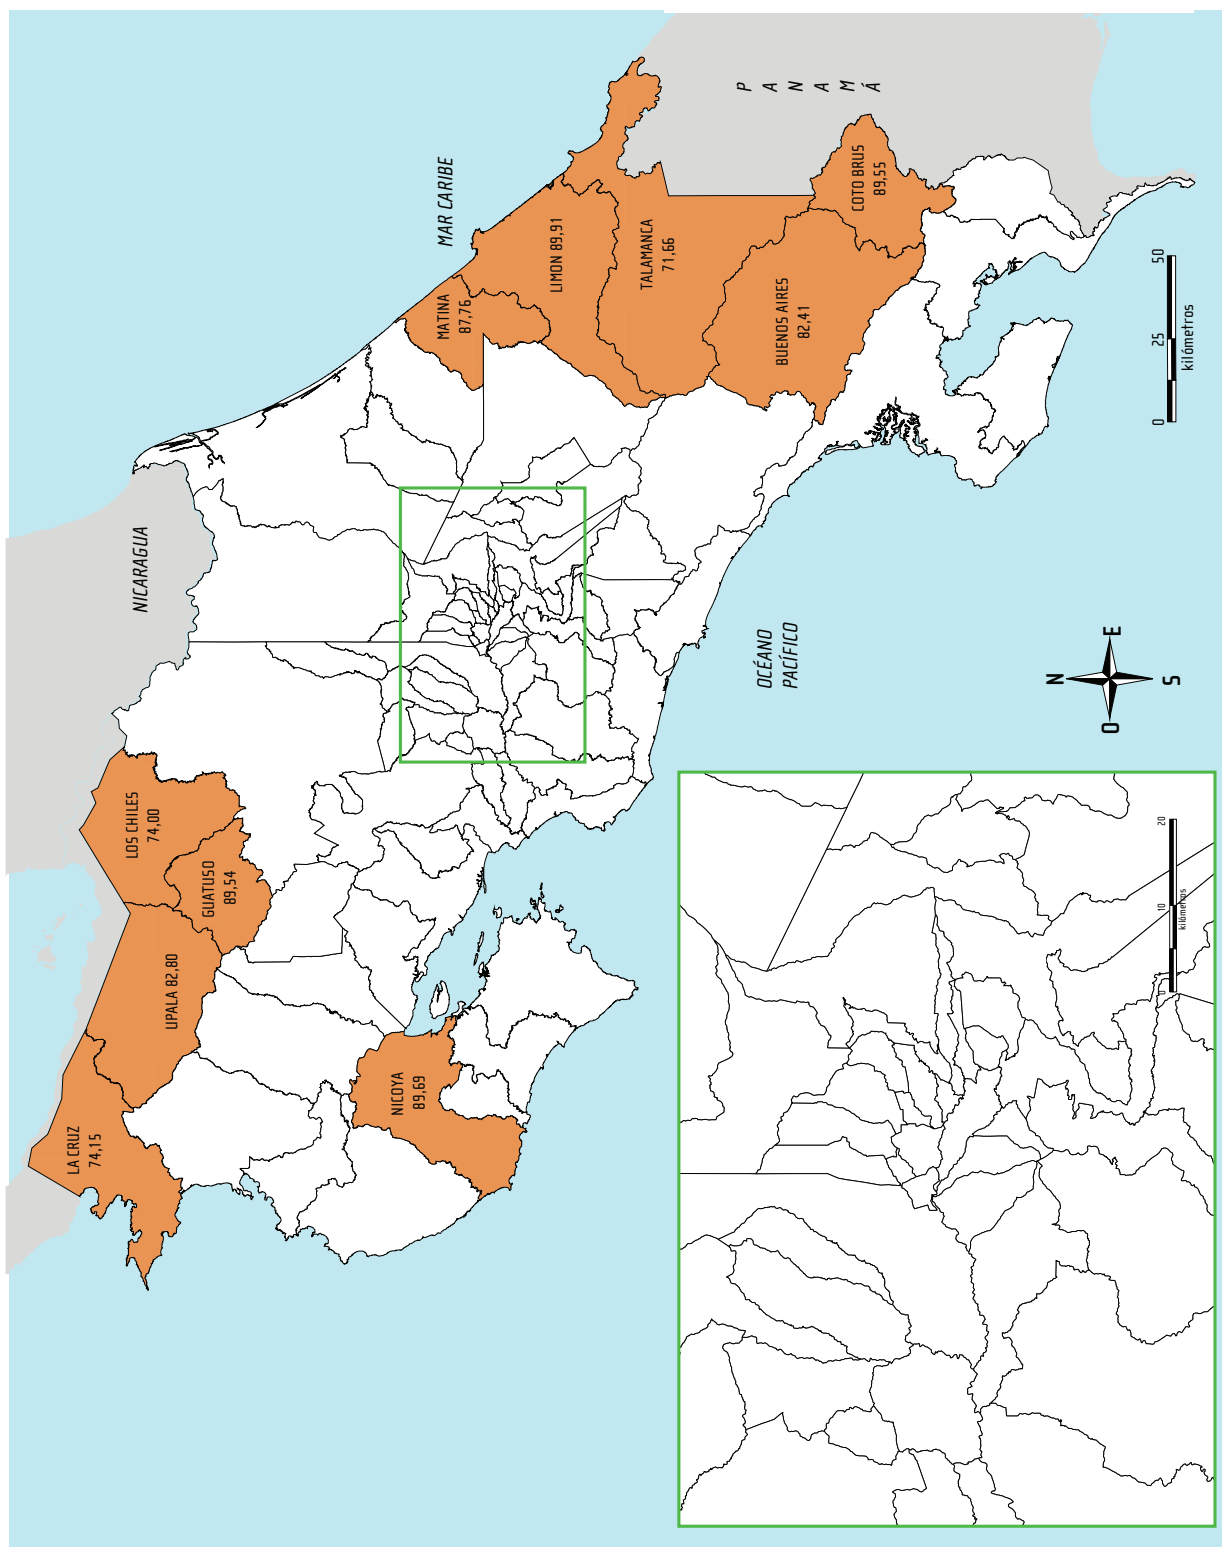 NICARAGUA
MAR CARIBE
P A N A M Á
OCÉANO
PACÍFICO
LA CRUZ
74,15
UPALA 82,80
LOS CHILES
74,00
GUATUSO
89,54
NICOYA
89,69
MATINA
87,76
LIMON 89,91
TALAMANCA
71,66
BUENOS AIRES
82,41
COTO BRUS
89,55
N
O
E
S
0 25 50
kilómetros
0 10 20
kilómetros